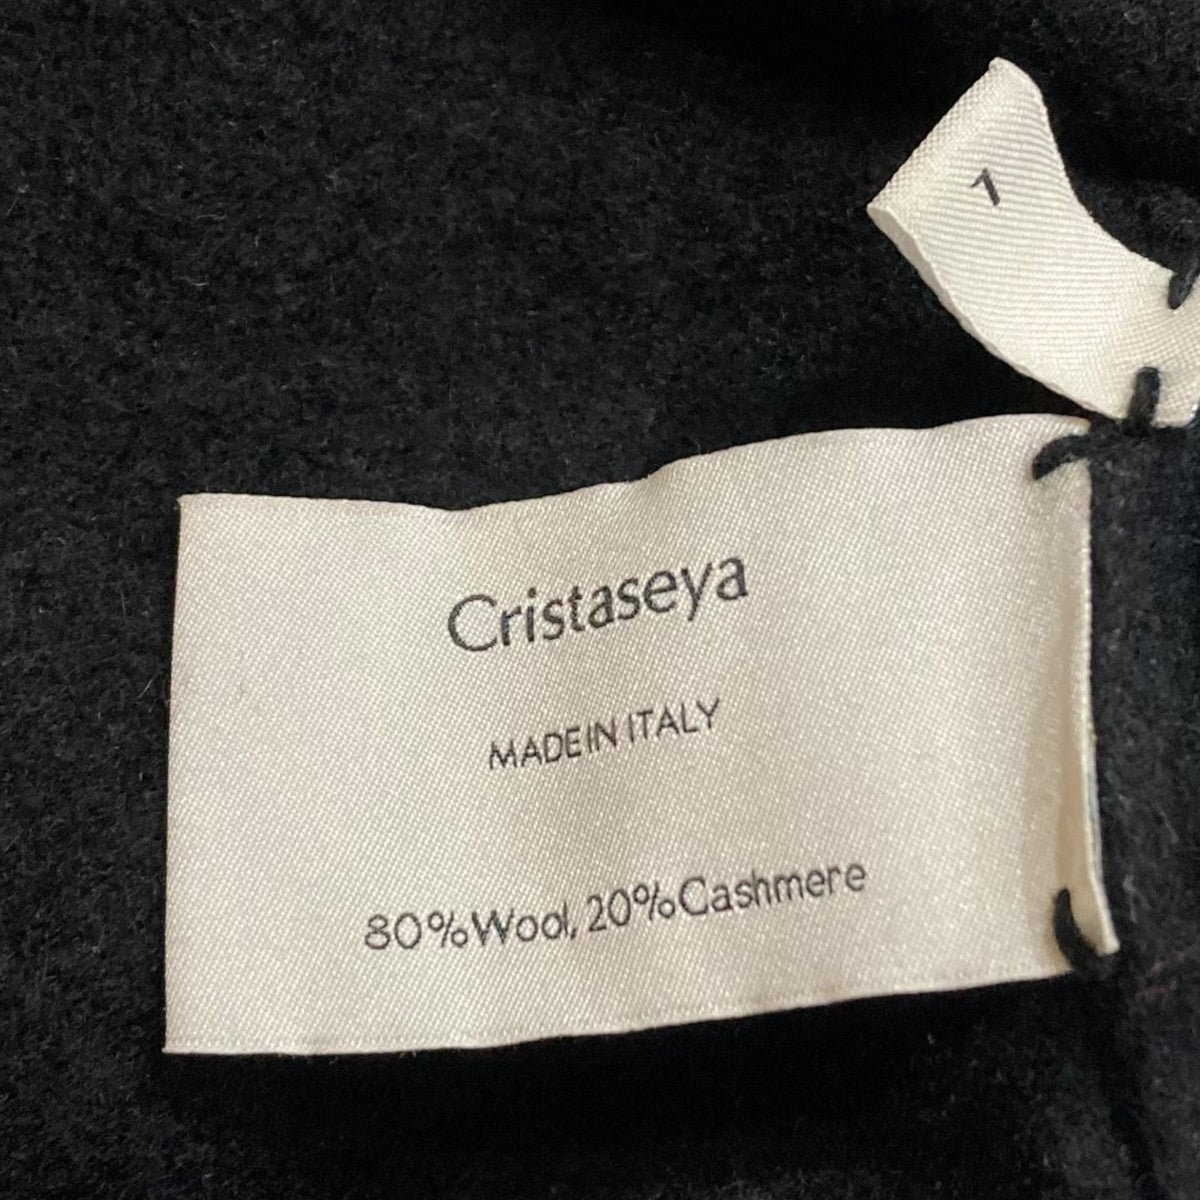 1
Cristaseya
MADE IN ITALY
80%Wool, 20%Cashmere